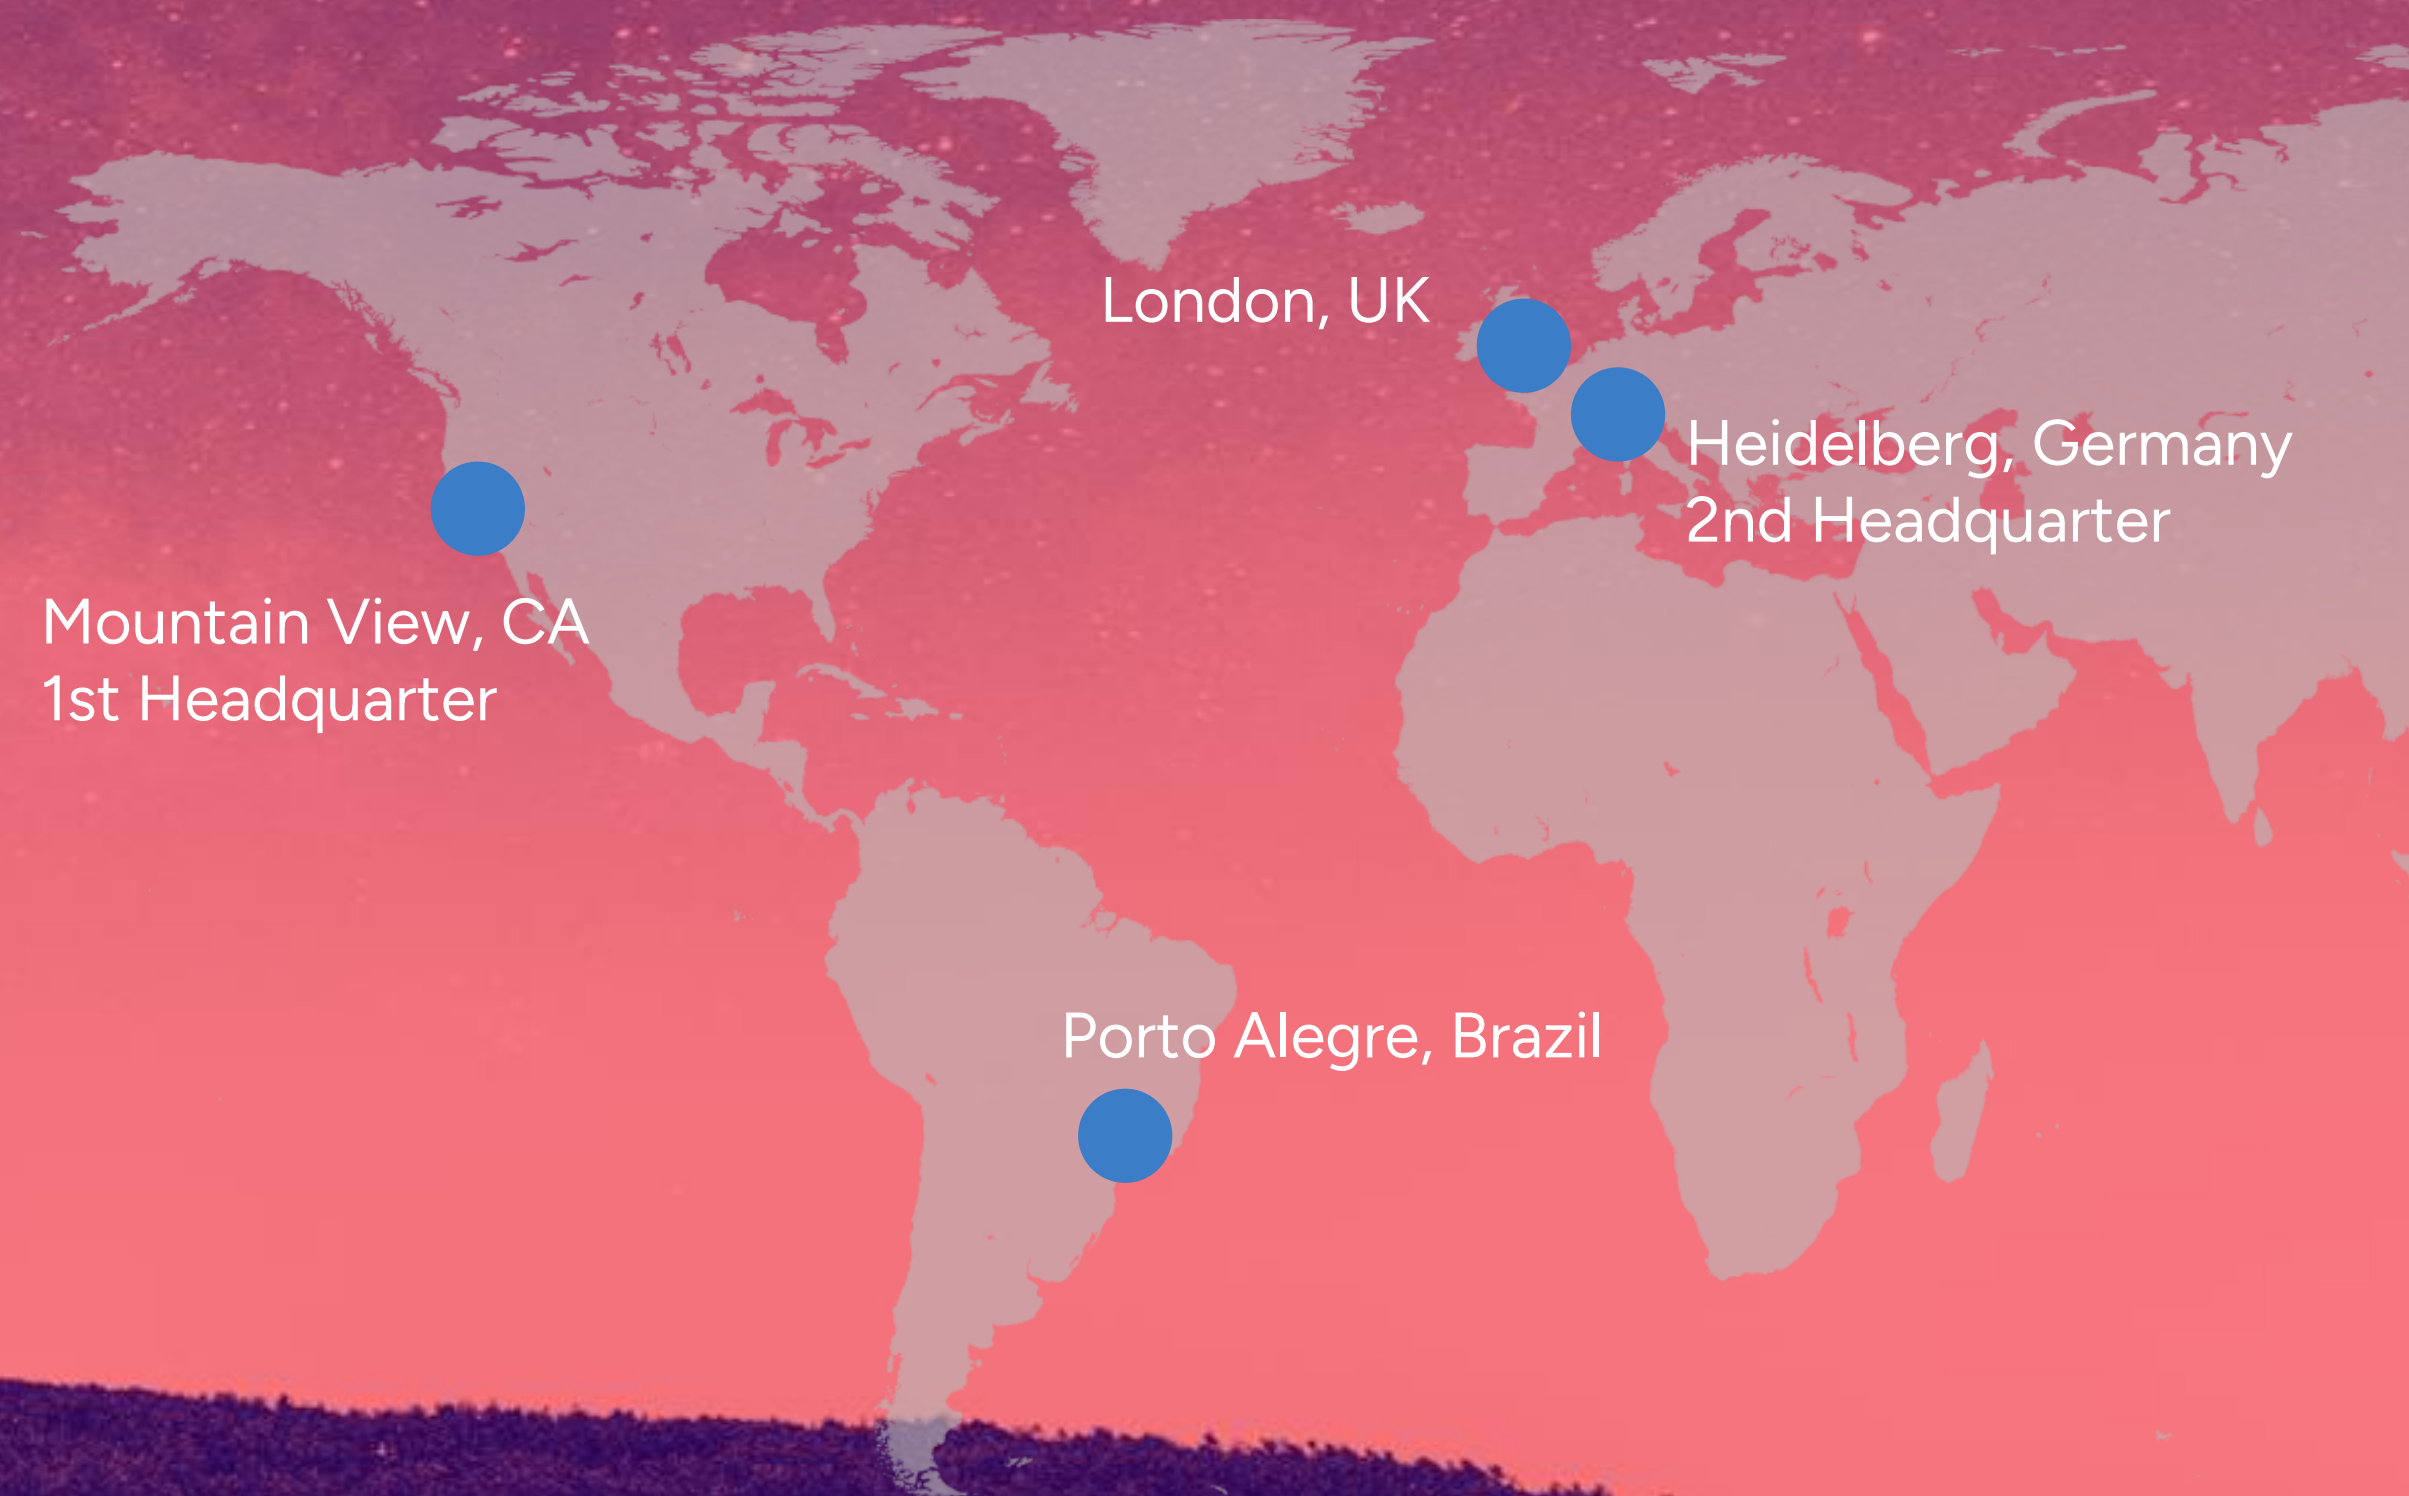 London, UK
Heidelberg, Germany
2nd Headquarter
Mountain View, CA
1st Headquarter
Porto Alegre, Brazil